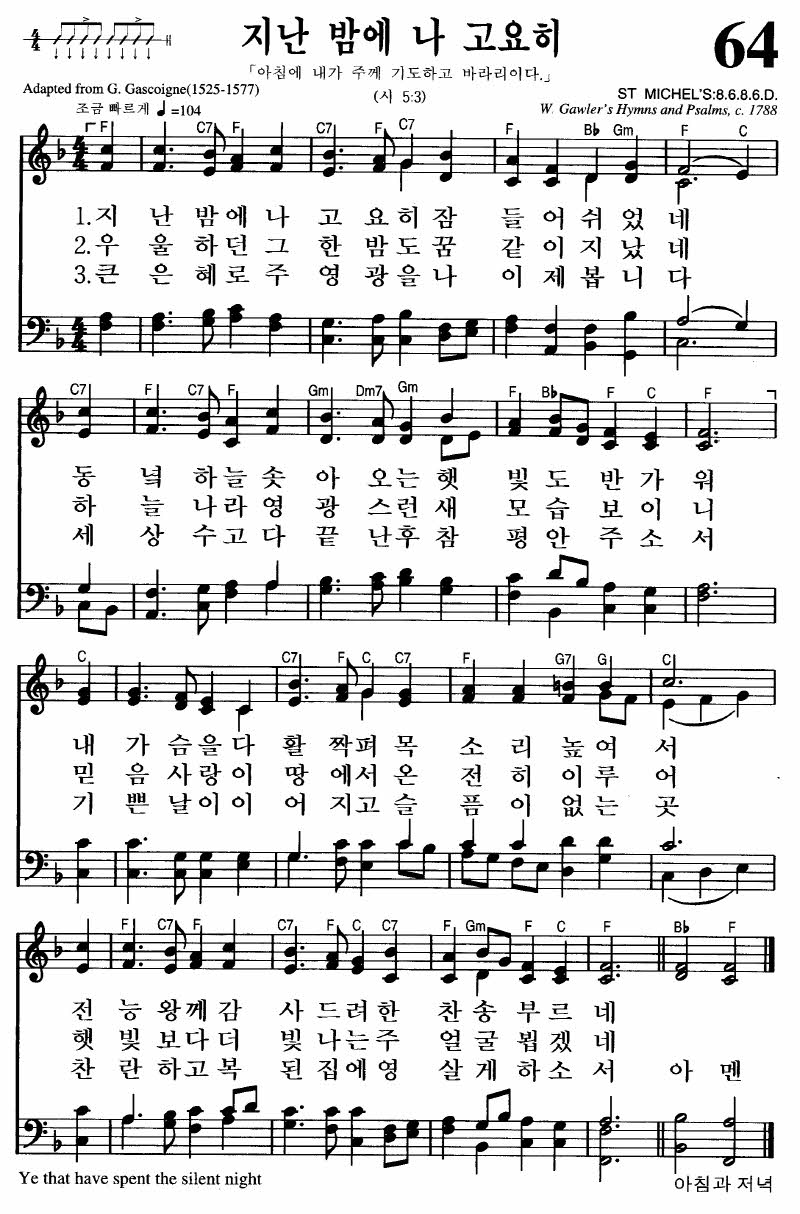 지난 밤에 나 고요히
64
「아침에 내가 주께 기도하고 바라리이다.」
Adapted from G. Gascoigne(1525-1577)
(시 5:3)
ST MICHEL'S:8.6.8.6.D.
조금 빠르게 ♩=104
W. Gawler's Hymns and Psalms, c. 1788
4/4
F C7 F C7 F C7 F B♭ Gm F C
1.지 난 밤 에 나 고 요 히 잠 들 어 쉬 었 네
2.우 울 하 던 그 한 밤 도 꿈 같 이 지 났 네
3.큰 은 혜 로 주 영 광 을 나 이 제 봅 니 다
C7 F C7 F Gm Dm7 Gm F B♭ F C F
동 녘 하 늘 솟 아 오 는 햇 빛 도 반 가 워
하 늘 나 라 영 광 스 런 새 모 습 보 이 니
세 상 수 고 다 끝 난 후 참 평 안 주 소 서
C C7 F C C7 F G7 G C
내 가 슴 을 다 활 짝 펴 목 소 리 높 여 서
믿 음 사 랑 이 땅 에 서 온 전 히 이 루 어
기 쁜 날 이 이 어 지 고 슬 픔 이 없 는 곳
F C7 F C7 F C7 F Gm F C F B♭ F
전 능 왕 께 감 사 드 려 한 찬 송 부 르 네
햇 빛 보 다 더 빛 나 는 주 얼 굴 뵙 겠 네
찬 란 하 고 복 된 집 에 영 살 게 하 소 서 아 멘
Ye that have spent the silent night
아침과 저녁